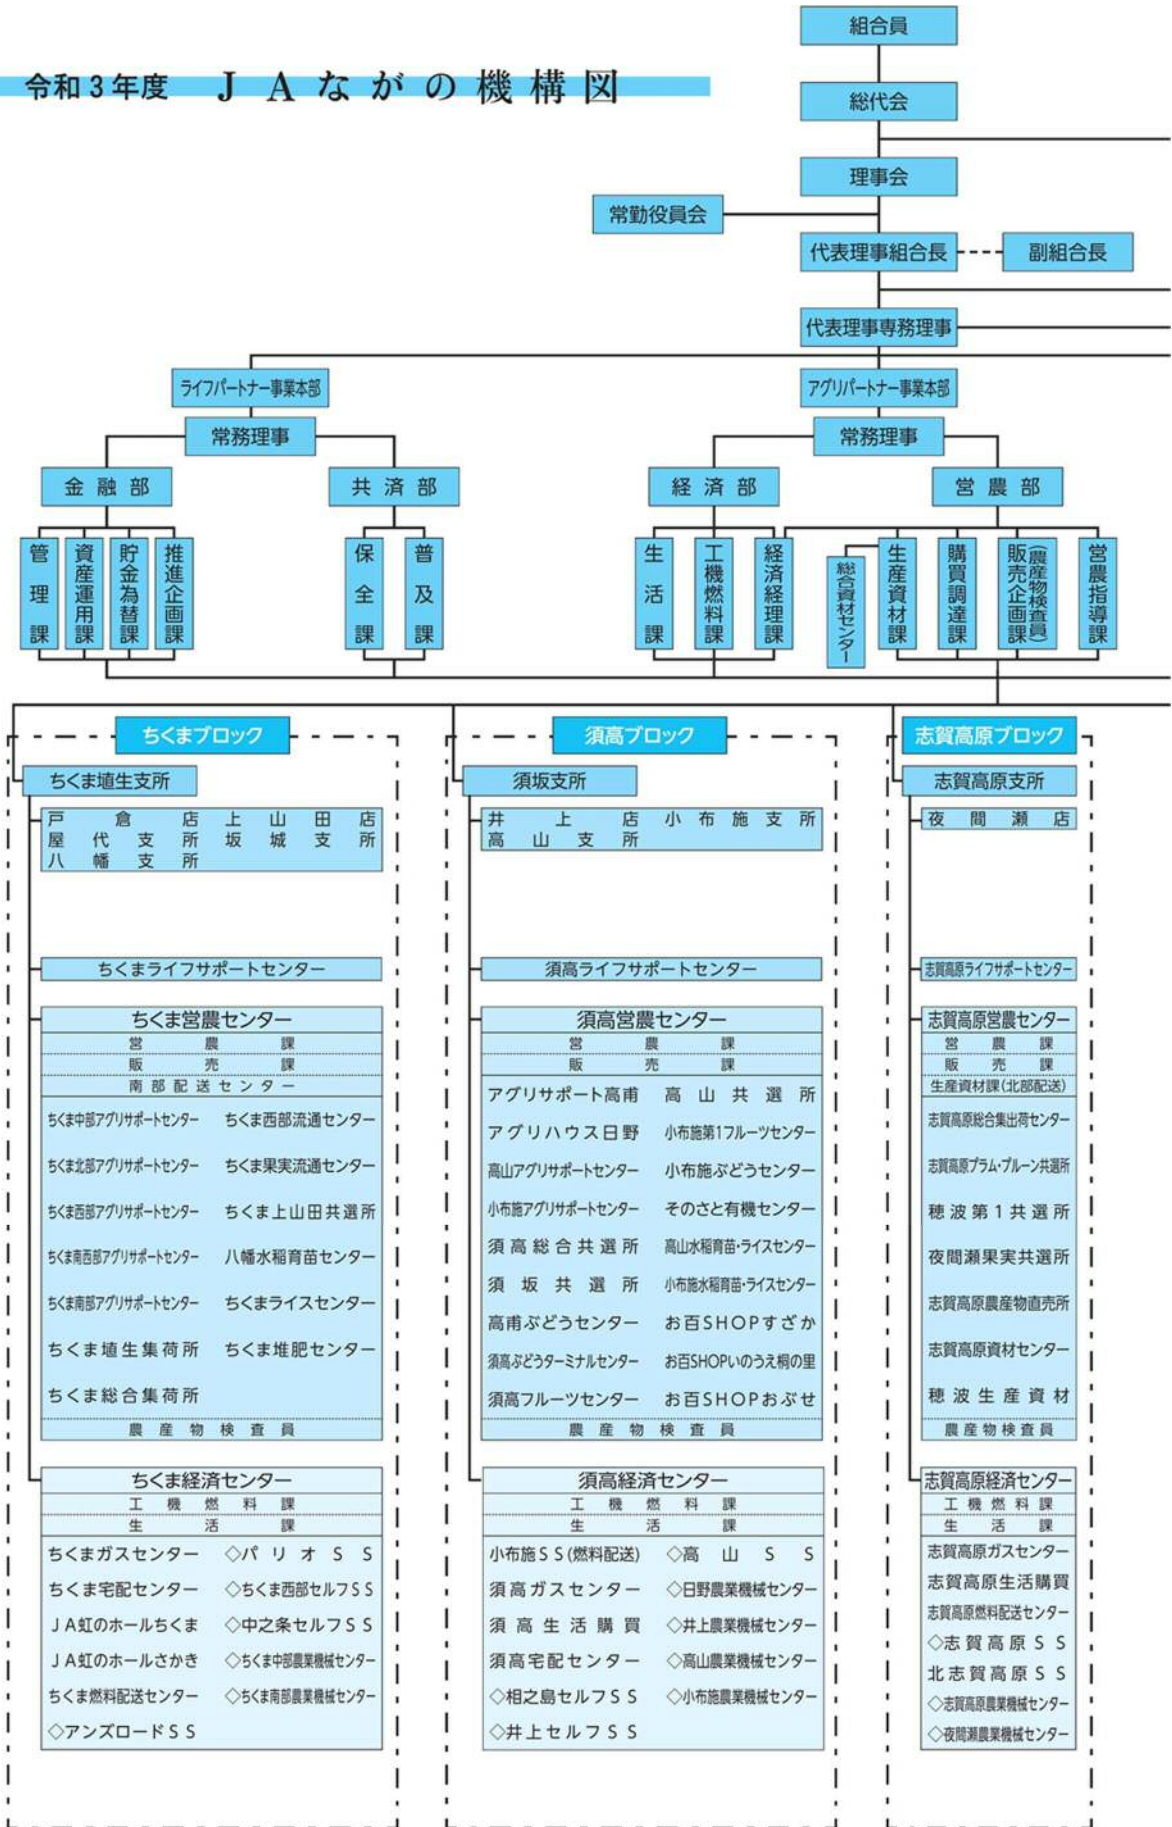 令和3年度 JAながの機構図
組合員
総代会
理事会
常勤役員会
代表理事組合長
副組合長
代表理事専務理事
ライフパートナー事業本部
アグリパートナー事業本部
常務理事
常務理事
金融部
共済部
経済部
営農部
管理課
資産運用課
貯金為替課
推進企画課
保全課
普及課
生活課
工機燃料課
経済経理課
総合資材センター
生産資材課
購買調達課
販売企画課
(農産物検査員)
営農指導課
ちくまブロック
ちくま埴生支所
戸倉店 上山田店
屋代支所 坂城支所
八幡支所
ちくまライフサポートセンター
ちくま営農センター
営農課
販売課
南部配送センター
ちくま中部アグリサポートセンター ちくま西部流通センター
ちくま北部アグリサポートセンター ちくま果実流通センター
ちくま西部アグリサポートセンター ちくま上山田共選所
ちくま南西部アグリサポートセンター 八幡水稲育苗センター
ちくま南部アグリサポートセンター ちくまライスセンター
ちくま埴生集荷所 ちくま堆肥センター
ちくま総合集荷所
農産物検査員
ちくま経済センター
工機燃料課
生活課
ちくまガスセンター ◇パリオSS
ちくま宅配センター ◇ちくま西部セルフSS
JA虹のホールちくま ◇中之条セルフSS
JA虹のホールさかき ◇ちくま中部農業機械センター
ちくま燃料配送センター ◇ちくま南部農業機械センター
◇アンズロードSS
須高ブロック
須坂支所
井上店 小布施支所
高山支所
須高ライフサポートセンター
須高営農センター
営農課
販売課
アグリサポート高甫 高山共選所
アグリハウス日野 小布施第1フルーツセンター
高山アグリサポートセンター 小布施ぶどうセンター
小布施アグリサポートセンター そのさと有機センター
須高総合共選所 高山水稲育苗・ライスセンター
須坂共選所 小布施水稲育苗・ライスセンター
高甫ぶどうセンター お百SHOPすざか
須高ぶどうターミナルセンター お百SHOPいのうえ桐の里
須高フルーツセンター お百SHOPおぶせ
農産物検査員
須高経済センター
工機燃料課
生活課
小布施SS(燃料配送) ◇高山SS
須高ガスセンター ◇日野農業機械センター
須高生活購買 ◇井上農業機械センター
須高宅配センター ◇高山農業機械センター
◇相之島セルフSS ◇小布施農業機械センター
◇井上セルフSS
志賀高原ブロック
志賀高原支所
夜間瀬店
志賀高原ライフサポートセンター
志賀高原営農センター
営農課
販売課
生産資材課(北部配送)
志賀高原総合集出荷センター
志賀高原プラム・プルーン共選所
穂波第1共選所
夜間瀬果実共選所
志賀高原農産物直売所
志賀高原資材センター
穂波生産資材
農産物検査員
志賀高原経済センター
工機燃料課
生活課
志賀高原ガスセンター
志賀高原生活購買
志賀高原燃料配送センター
◇志賀高原SS
北志賀高原SS
◇志賀高原農業機械センター
◇夜間瀬農業機械センター